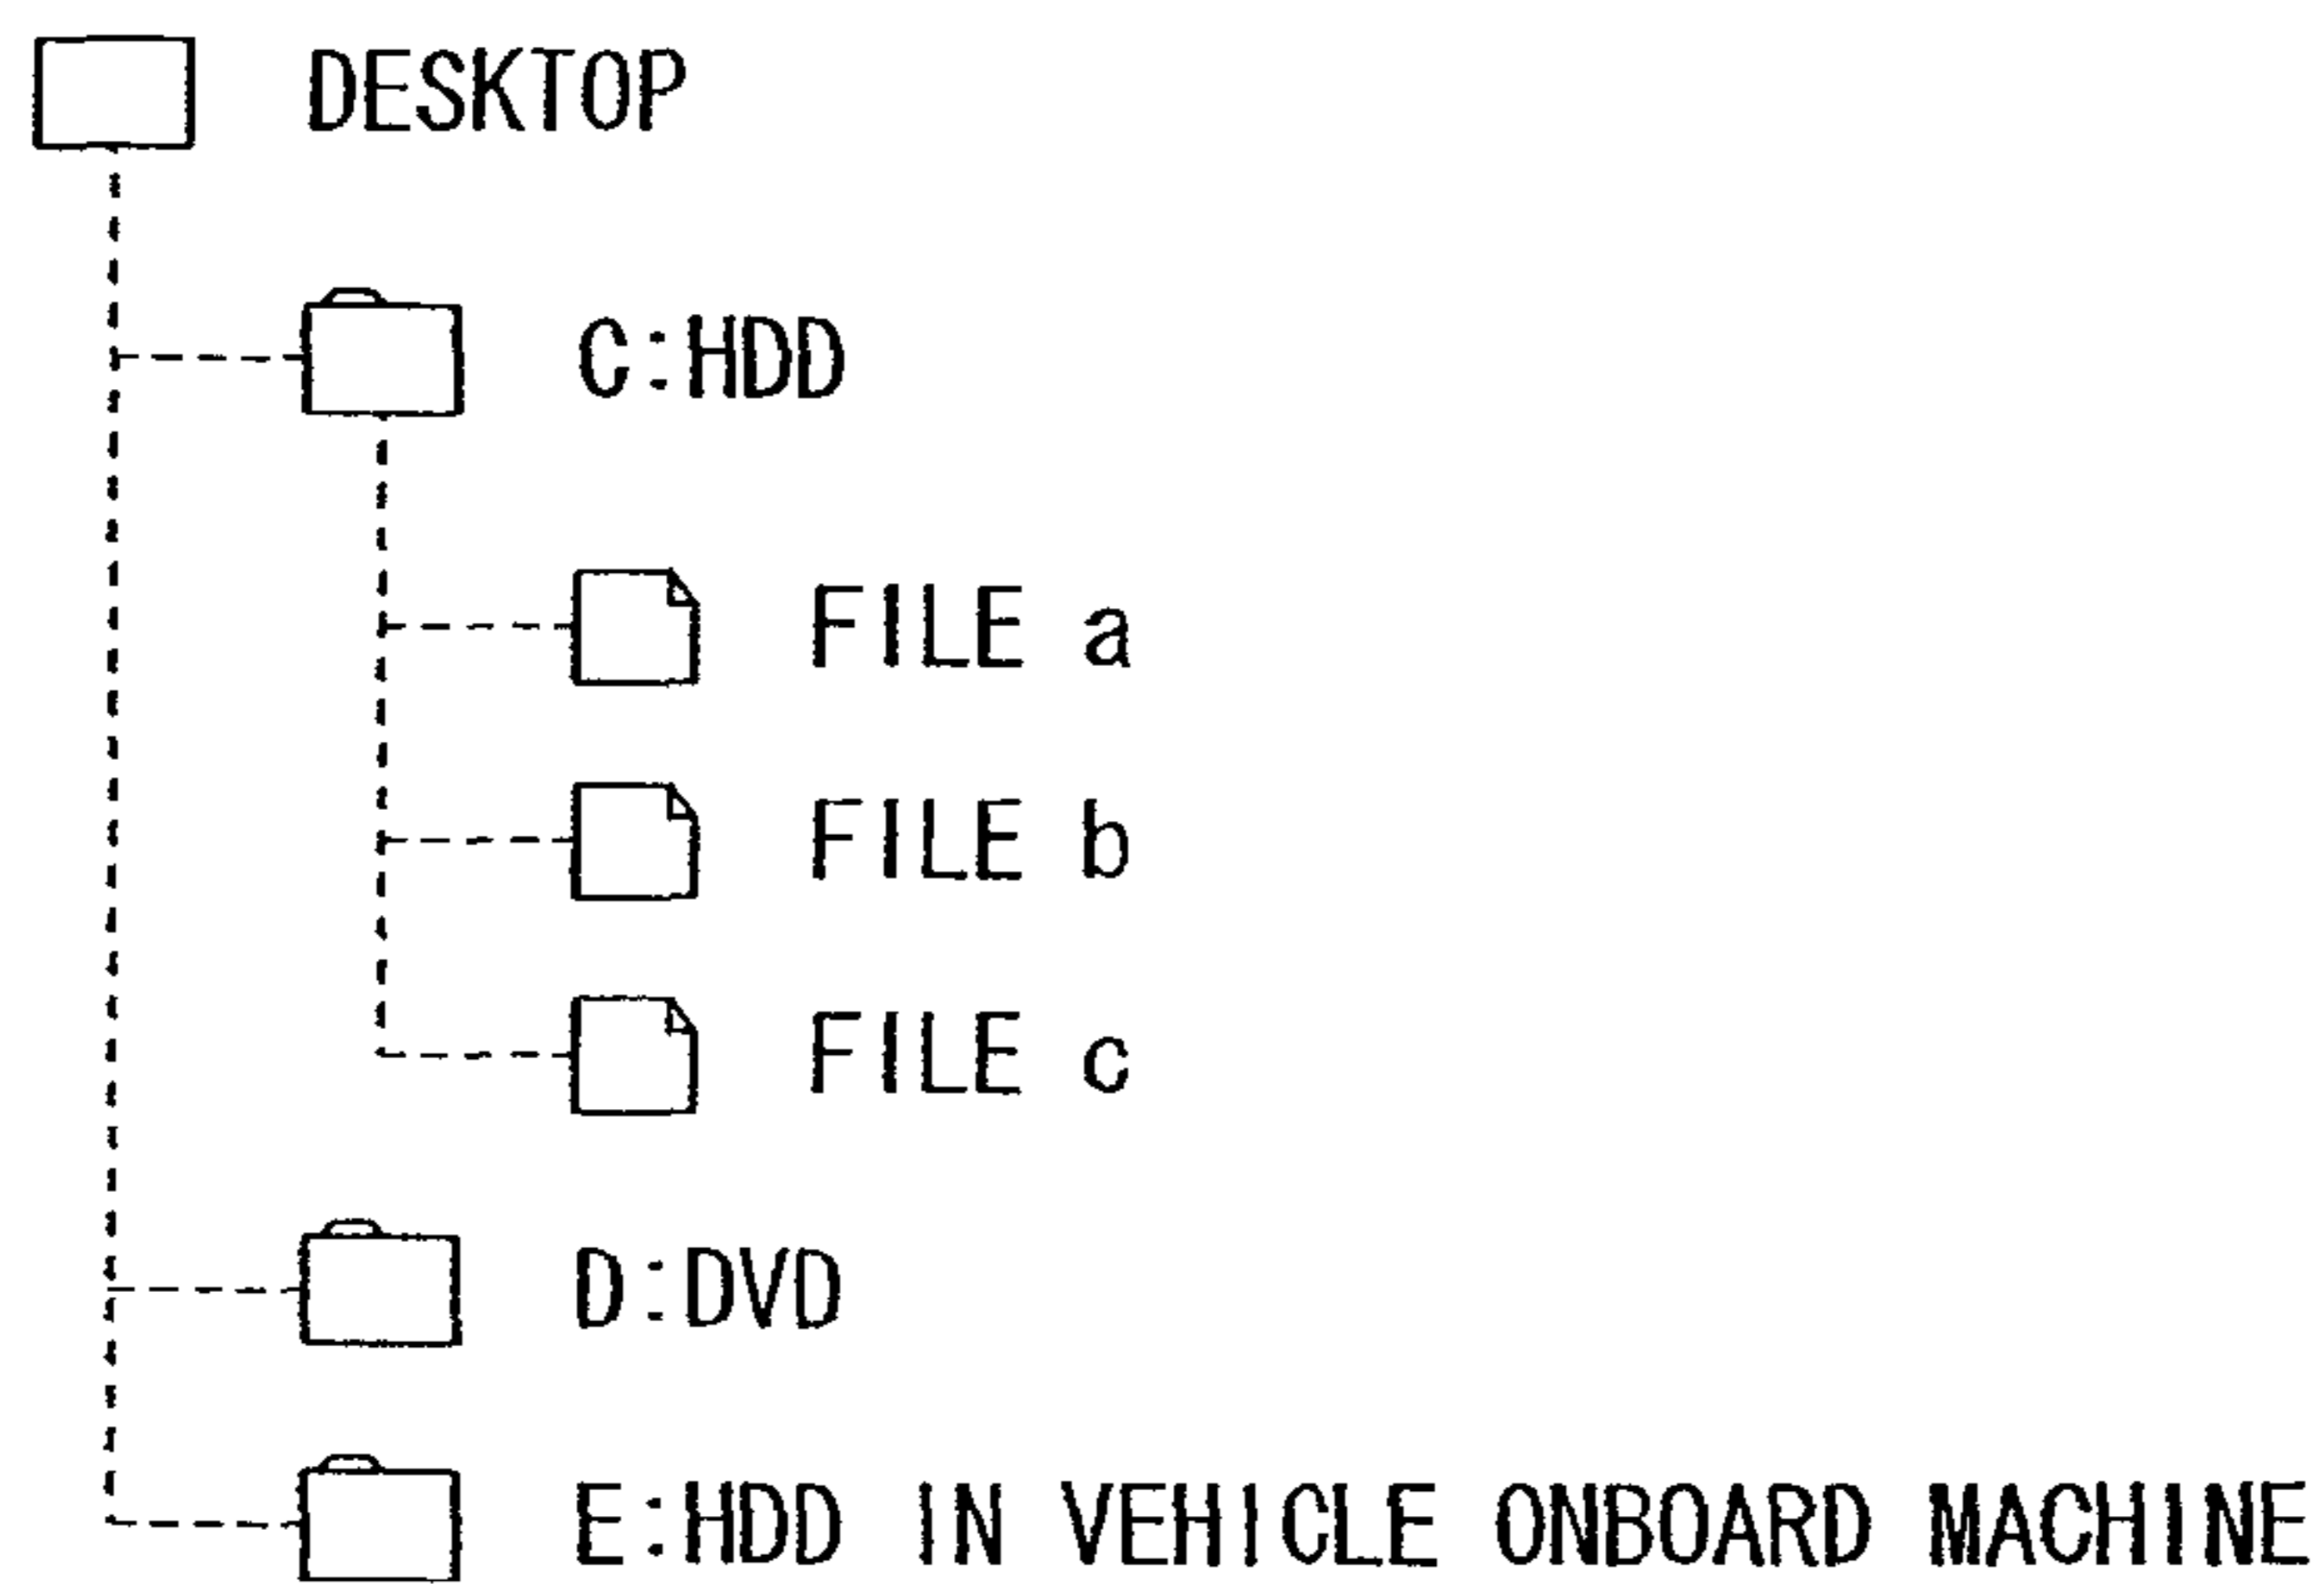 DESKTOP
C:HDD
FILE a
FILE b
FILE c
D:DVD
E:HDD IN VEHICLE ONBOARD MACHINE